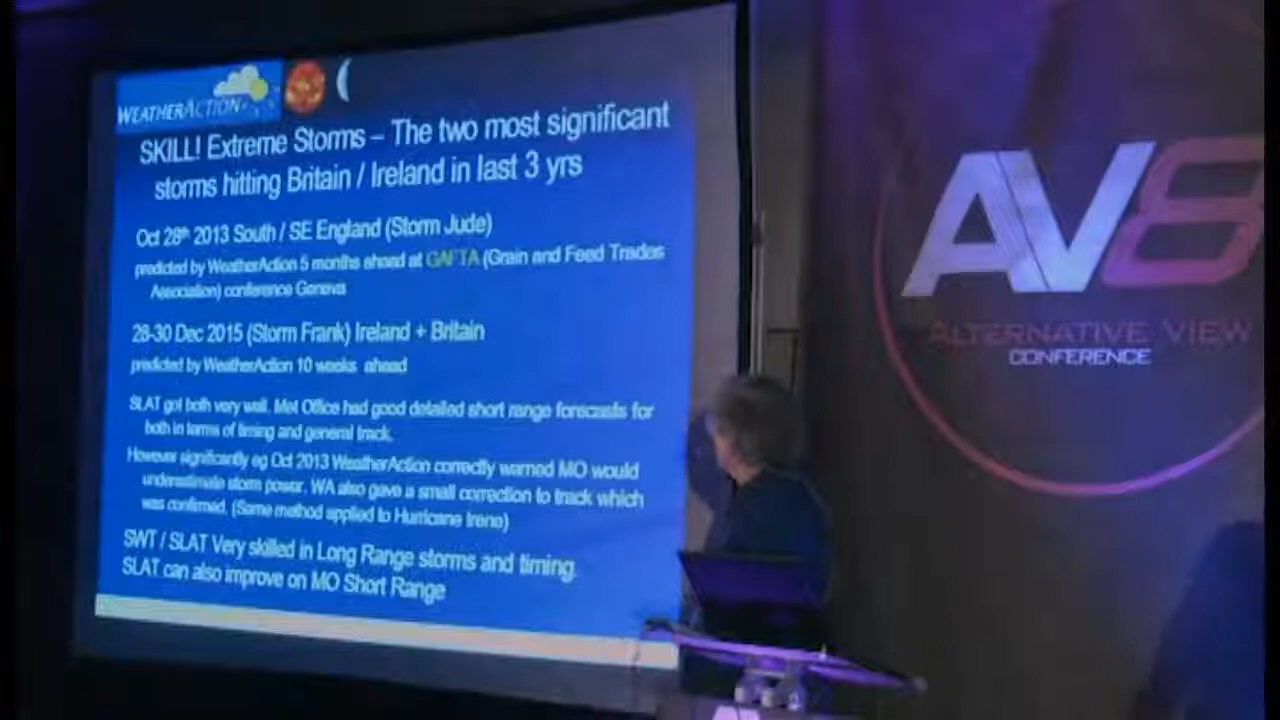 WEATHERACTION
SKILL! Extreme Storms – The two most significant
storms hitting Britain / Ireland in last 3 yrs
Oct 28th 2013 South / SE England (Storm Jude)
predicted by WeatherAction 5 months ahead at GAFTA (Grain and Feed Trades
Association) conference Geneva
28-30 Dec 2015 (Storm Frank) Ireland + Britain
predicted by WeatherAction 10 weeks ahead
SLAT got both very well. Met Office had good detailed short range forecasts for
both in terms of timing and general track.
However significantly eg Oct 2013 WeatherAction correctly warned MO would
underestimate storm power. WA also gave a small correction to track which
was confirmed. (Same method applied to Hurricane Irene)
SWT / SLAT Very skilled in Long Range storms and timing.
SLAT can also improve on MO Short Range
AV8
ALTERNATIVE VIEW
CONFERENCE